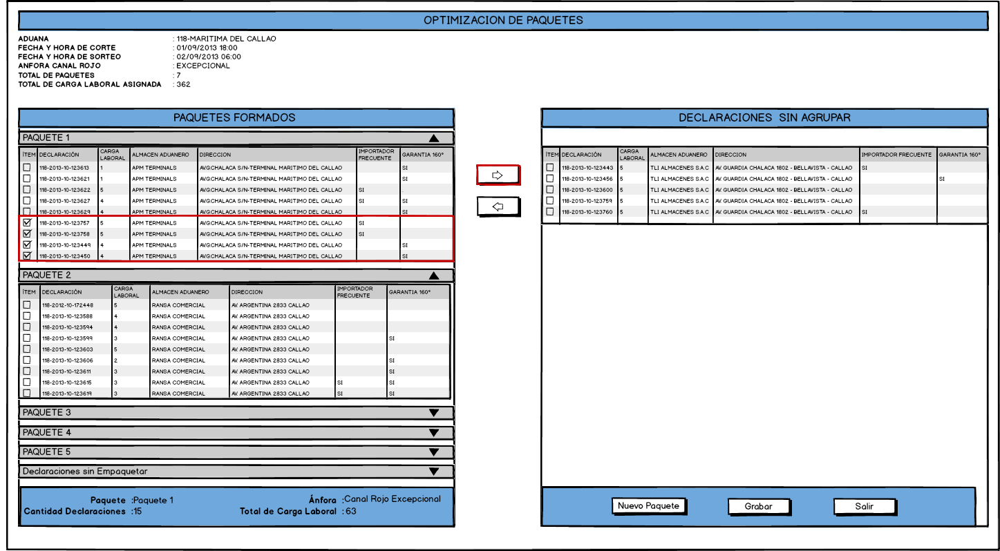 OPTIMIZACION DE PAQUETES
ADUANA : 118-MARITIMA DEL CALLAO
FECHA Y HORA DE CORTE : 01/09/2013 18:00
FECHA Y HORA DE SORTEO : 02/09/2013 06:00
ANFORA CANAL ROJO : EXCEPCIONAL
TOTAL DE PAQUETES : 7
TOTAL DE CARGA LABORAL ASIGNADA : 362
PAQUETES FORMADOS
PAQUETE 1
ÍTEM DECLARACIÓN CARGA LABORAL ALMACEN ADUANERO DIRECCION IMPORTADOR FRECUENTE GARANTIA 160°
118-2013-10-123613 1 APM TERMINALS AV.G.CHALACA S/N-TERMINAL MARITIMO DEL CALLAO SI
118-2013-10-123621 1 APM TERMINALS AV.G.CHALACA S/N-TERMINAL MARITIMO DEL CALLAO SI
118-2013-10-123622 5 APM TERMINALS AV.G.CHALACA S/N-TERMINAL MARITIMO DEL CALLAO SI
118-2013-10-123627 4 APM TERMINALS AV.G.CHALACA S/N-TERMINAL MARITIMO DEL CALLAO SI SI
118-2013-10-123629 4 APM TERMINALS AV.G.CHALACA S/N-TERMINAL MARITIMO DEL CALLAO SI
118-2013-10-123757 5 APM TERMINALS AV.G.CHALACA S/N-TERMINAL MARITIMO DEL CALLAO SI
118-2013-10-123758 5 APM TERMINALS AV.G.CHALACA S/N-TERMINAL MARITIMO DEL CALLAO SI
118-2013-10-123449 4 APM TERMINALS AV.G.CHALACA S/N-TERMINAL MARITIMO DEL CALLAO SI
118-2013-10-123450 4 APM TERMINALS AV.G.CHALACA S/N-TERMINAL MARITIMO DEL CALLAO SI
PAQUETE 2
ÍTEM DECLARACIÓN CARGA LABORAL ALMACEN ADUANERO DIRECCION IMPORTADOR FRECUENTE GARANTIA 160°
118-2012-10-172448 5 RANSA COMERCIAL AV. ARGENTINA 2833 CALLAO
118-2013-10-123588 4 RANSA COMERCIAL AV. ARGENTINA 2833 CALLAO
118-2013-10-123594 4 RANSA COMERCIAL AV. ARGENTINA 2833 CALLAO
118-2013-10-123599 3 RANSA COMERCIAL AV. ARGENTINA 2833 CALLAO SI
118-2013-10-123603 5 RANSA COMERCIAL AV. ARGENTINA 2833 CALLAO
118-2013-10-123606 2 RANSA COMERCIAL AV. ARGENTINA 2833 CALLAO SI
118-2013-10-123611 3 RANSA COMERCIAL AV. ARGENTINA 2833 CALLAO SI
118-2013-10-123615 3 RANSA COMERCIAL AV. ARGENTINA 2833 CALLAO SI SI
118-2013-10-123619 3 RANSA COMERCIAL AV. ARGENTINA 2833 CALLAO SI SI
PAQUETE 3
PAQUETE 4
PAQUETE 5
Declaraciones sin Empaquetar
Paquete :Paquete 1 Ánfora :Canal Rojo Excepcional
Cantidad Declaraciones :15 Total de Carga Laboral :63
DECLARACIONES SIN AGRUPAR
ÍTEM DECLARACIÓN CARGA LABORAL ALMACEN ADUANERO DIRECCION IMPORTADOR FRECUENTE GARANTIA 160°
118-2013-10-123443 5 TLI ALMACENES S.A.C AV. GUARDIA CHALACA 1802 - BELLAVISTA - CALLAO SI
118-2013-10-123456 5 TLI ALMACENES S.A.C AV. GUARDIA CHALACA 1802 - BELLAVISTA - CALLAO SI
118-2013-10-123600 5 TLI ALMACENES S.A.C AV. GUARDIA CHALACA 1802 - BELLAVISTA - CALLAO
118-2013-10-123759 5 TLI ALMACENES S.A.C AV. GUARDIA CHALACA 1802 - BELLAVISTA - CALLAO
118-2013-10-123760 5 TLI ALMACENES S.A.C AV. GUARDIA CHALACA 1802 - BELLAVISTA - CALLAO SI
Nuevo Paquete Grabar Salir